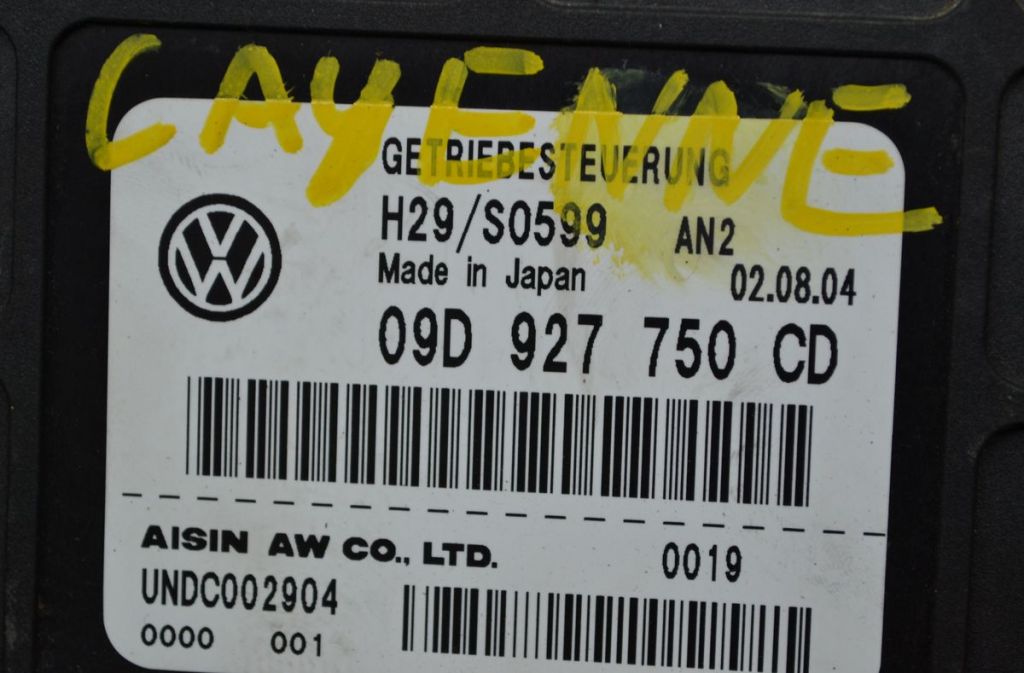 CAYENNE
GETRIEBESTEUERUNG
H29/S0599 AN2
Made in Japan 02.08.04
09D 927 750 CD
AISIN AW CO., LTD. 0019
UNDC002904
0000 001